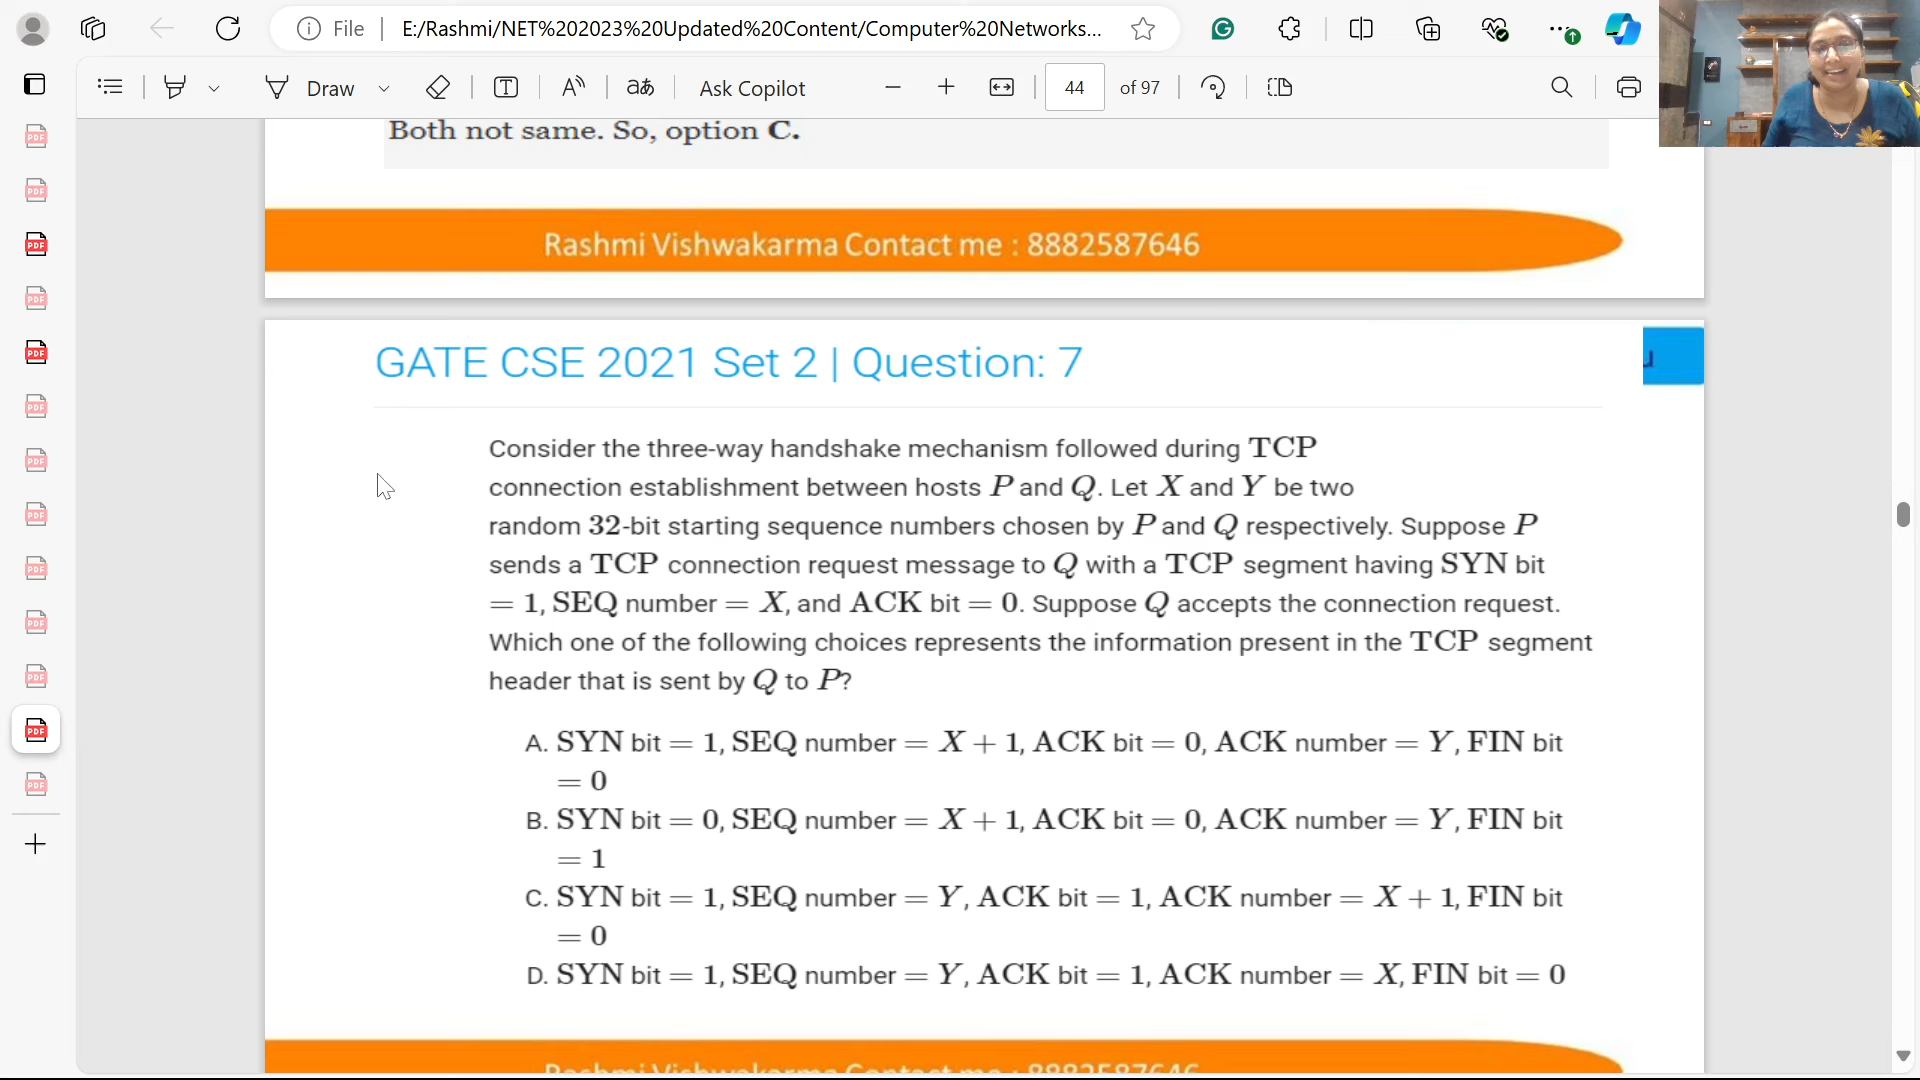 File
E:/Rashmi/NET%202023%20Updated%20Content/Computer%20Networks...
Draw
Ask Copilot
44 of 97
Both not same. So, option C.
Rashmi Vishwakarma Contact me : 8882587646
GATE CSE 2021 Set 2 | Question: 7
Consider the three-way handshake mechanism followed during TCP
connection establishment between hosts P and Q. Let X and Y be two
random 32-bit starting sequence numbers chosen by P and Q respectively. Suppose P
sends a TCP connection request message to Q with a TCP segment having SYN bit
= 1, SEQ number = X, and ACK bit = 0. Suppose Q accepts the connection request.
Which one of the following choices represents the information present in the TCP segment
header that is sent by Q to P?
A. SYN bit = 1, SEQ number = X + 1, ACK bit = 0, ACK number = Y, FIN bit
= 0
B. SYN bit = 0, SEQ number = X + 1, ACK bit = 0, ACK number = Y, FIN bit
= 1
C. SYN bit = 1, SEQ number = Y, ACK bit = 1, ACK number = X + 1, FIN bit
= 0
D. SYN bit = 1, SEQ number = Y, ACK bit = 1, ACK number = X, FIN bit = 0
Rashmi Vishwakarma Contact me : 8882587646